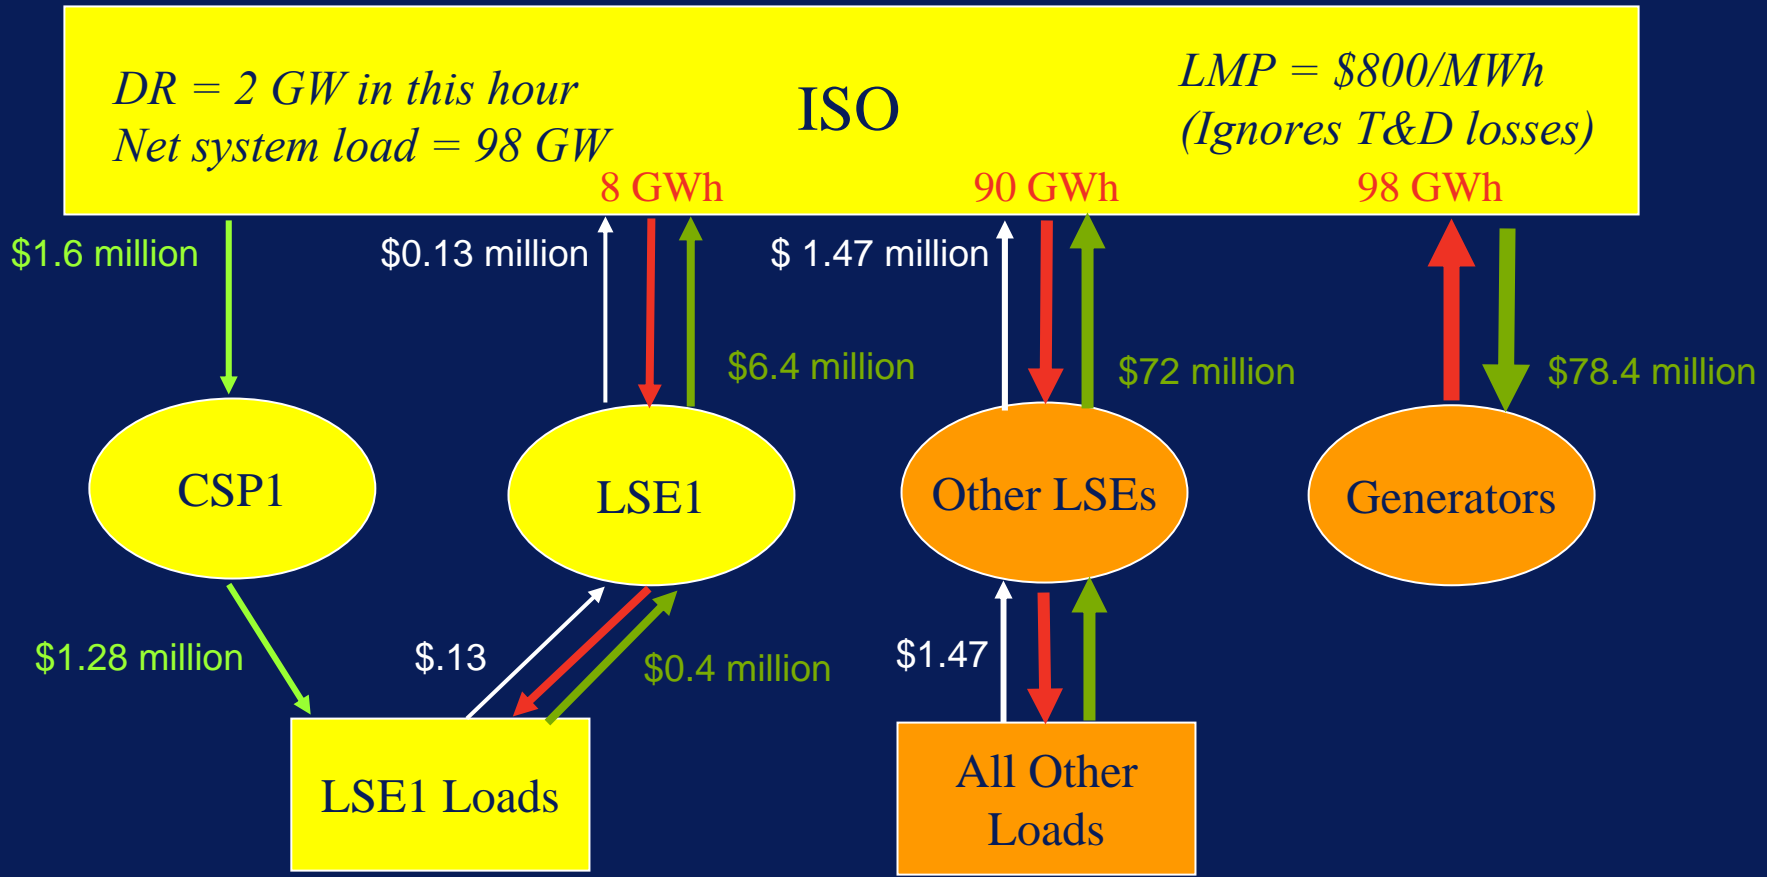 DR = 2 GW in this hour
Net system load = 98 GW
ISO
LMP = $800/MWh
(Ignores T&D losses)
8 GWh
90 GWh
98 GWh
$1.6 million
$0.13 million
$ 1.47 million
$6.4 million
$72 million
$78.4 million
CSP1
LSE1
Other LSEs
Generators
$1.28 million
$.13
$0.4 million
$1.47
LSE1 Loads
All Other
Loads